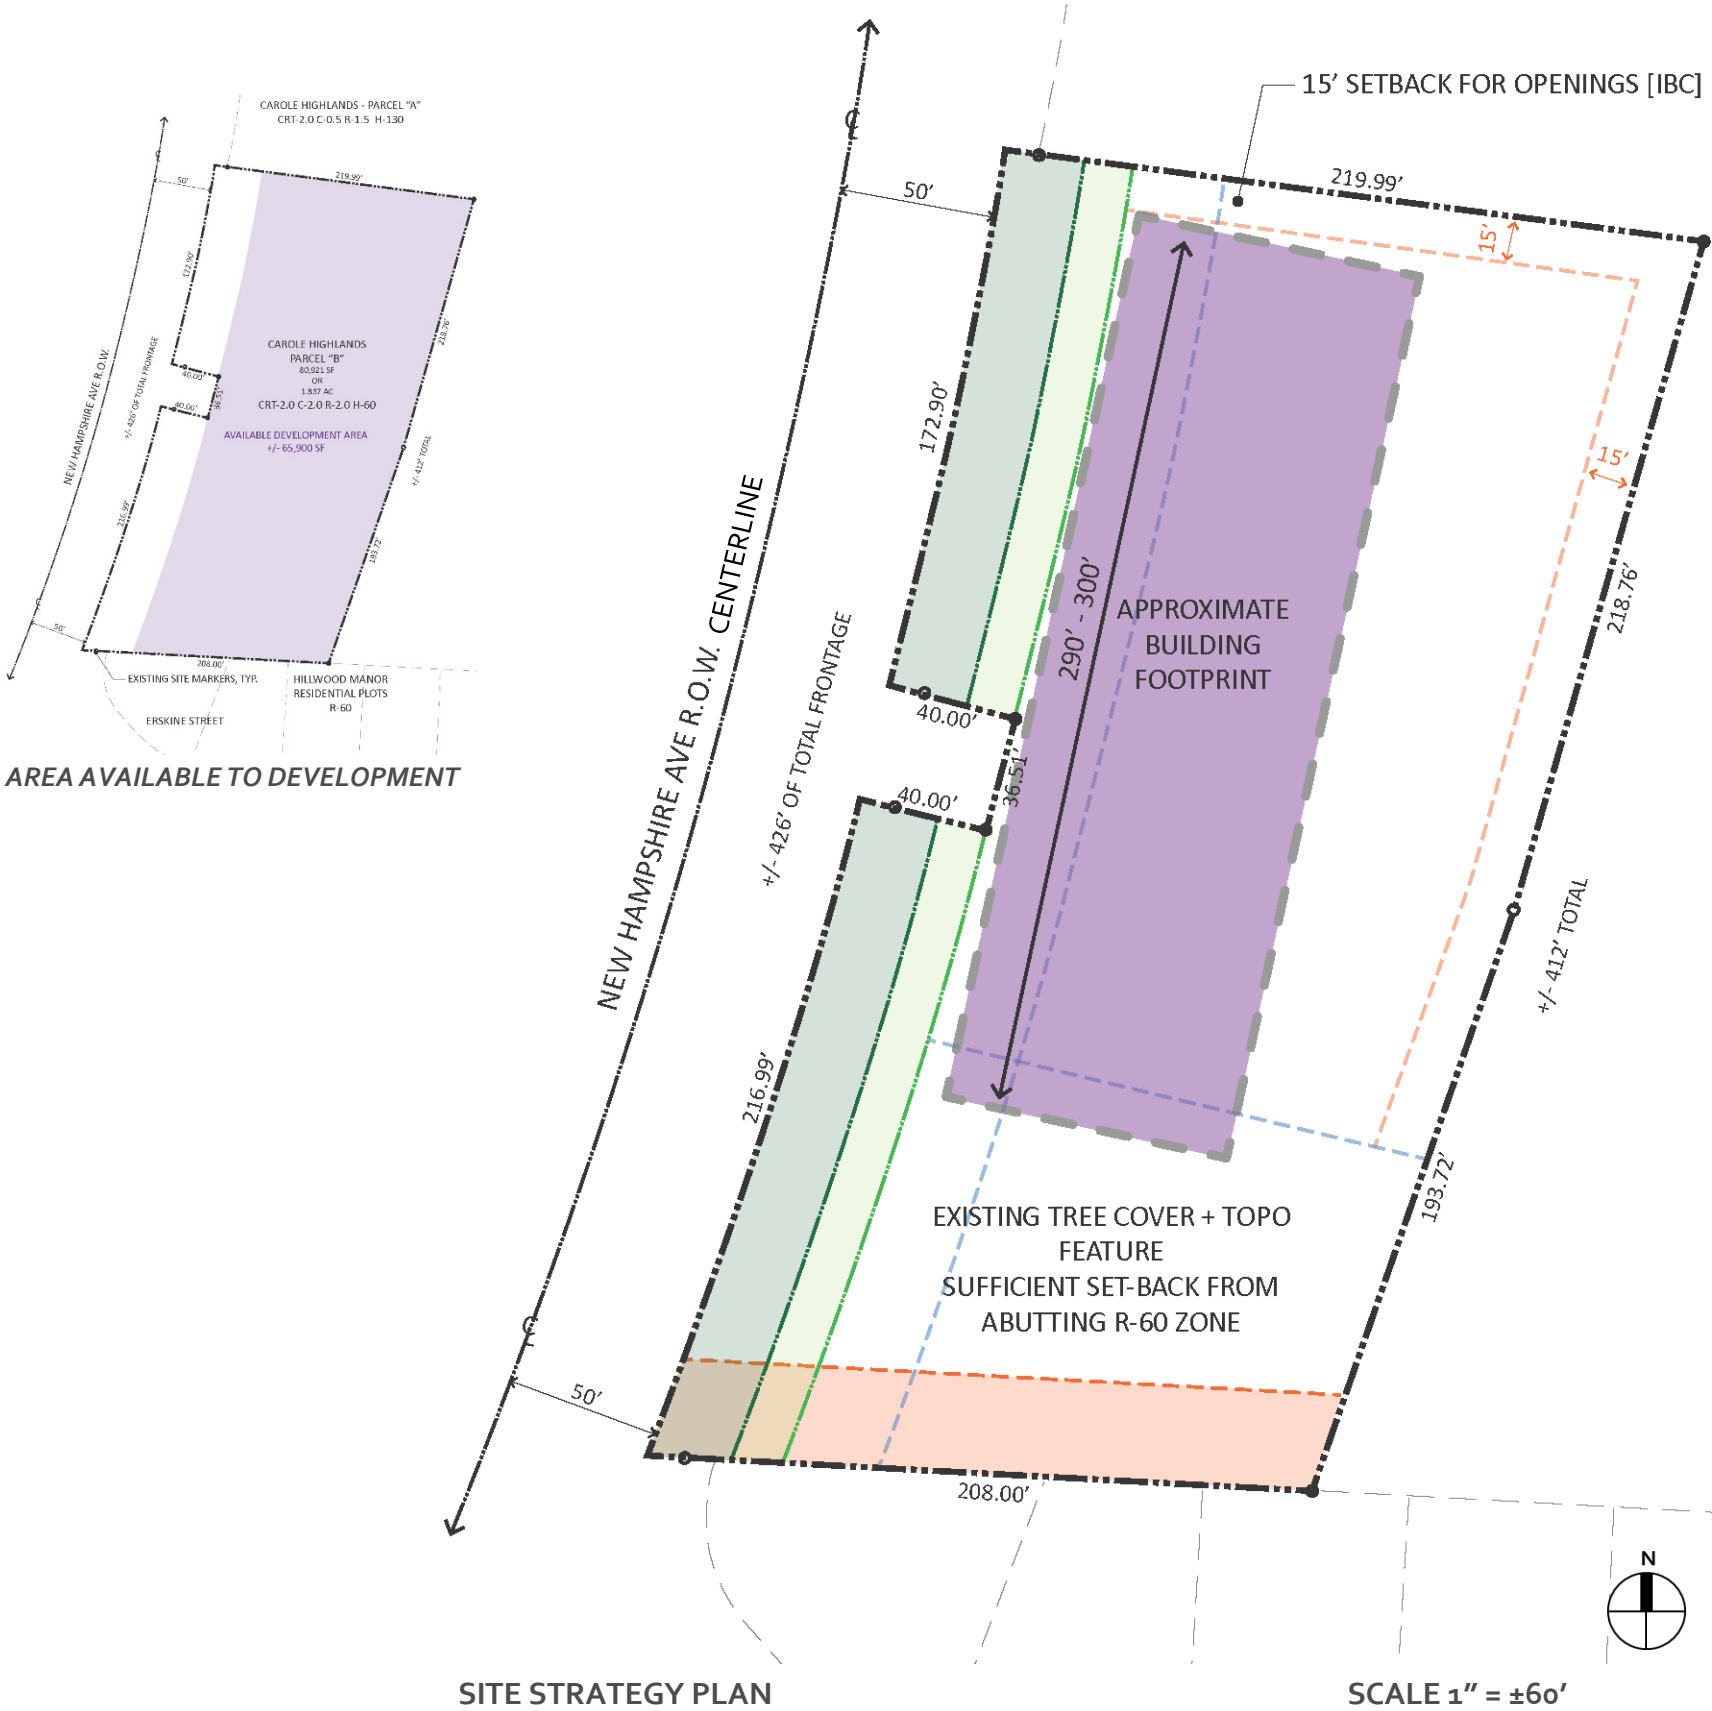 CAROLE HIGHLANDS - PARCEL “A”
CRT-2.0 C-0.5 R-1.5 H-130
50’
219.99’
172.90’
218.76’
NEW HAMPSHIRE AVE R.O.W.
+/- 426’ OF TOTAL FRONTAGE
40.00’
36.51’
40.00’
CAROLE HIGHLANDS
PARCEL “B”
80,921 SF
OR
1.857 AC
CRT-2.0 C-2.0 R-2.0 H-60
AVAILABLE DEVELOPMENT AREA
+/- 65,900 SF
+/- 412’ TOTAL
216.99’
193.72’
50’
208.00’
EXISTING SITE MARKERS, TYP.
HILLWOOD MANOR
RESIDENTIAL PLOTS
R-60
ERSKINE STREET
AREA AVAILABLE TO DEVELOPMENT
15’ SETBACK FOR OPENINGS [IBC]
50’
219.99’
15’
172.90’
15’
NEW HAMPSHIRE AVE R.O.W. CENTERLINE
+/- 426’ OF TOTAL FRONTAGE
290’ - 300’
APPROXIMATE
BUILDING
FOOTPRINT
218.76’
40.00’
36.51’
40.00’
+/- 412’ TOTAL
216.99’
193.72’
EXISTING TREE COVER + TOPO
FEATURE
SUFFICIENT SET-BACK FROM
ABUTTING R-60 ZONE
50’
208.00’
N
SITE STRATEGY PLAN
SCALE 1” = ±60’